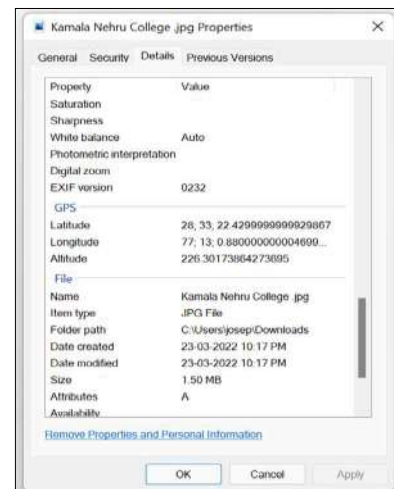 Kamala Nehru College .jpg Properties
General Security Details Previous Versions
Property Value
Saturation
Sharpness
White balance Auto
Photometric interpretation
Digital zoom
EXIF version 0232
GPS
Latitude 28; 33; 22.4299999999929867
Longitude 77; 13; 0.880000000004699...
Altitude 226.30173864273695
File
Name Kamala Nehru College .jpg
Item type JPG File
Folder path C:\Users\josep\Downloads
Date created 23-03-2022 10:17 PM
Date modified 23-03-2022 10:17 PM
Size 1.50 MB
Attributes A
Availability
Remove Properties and Personal Information
OK Cancel Apply